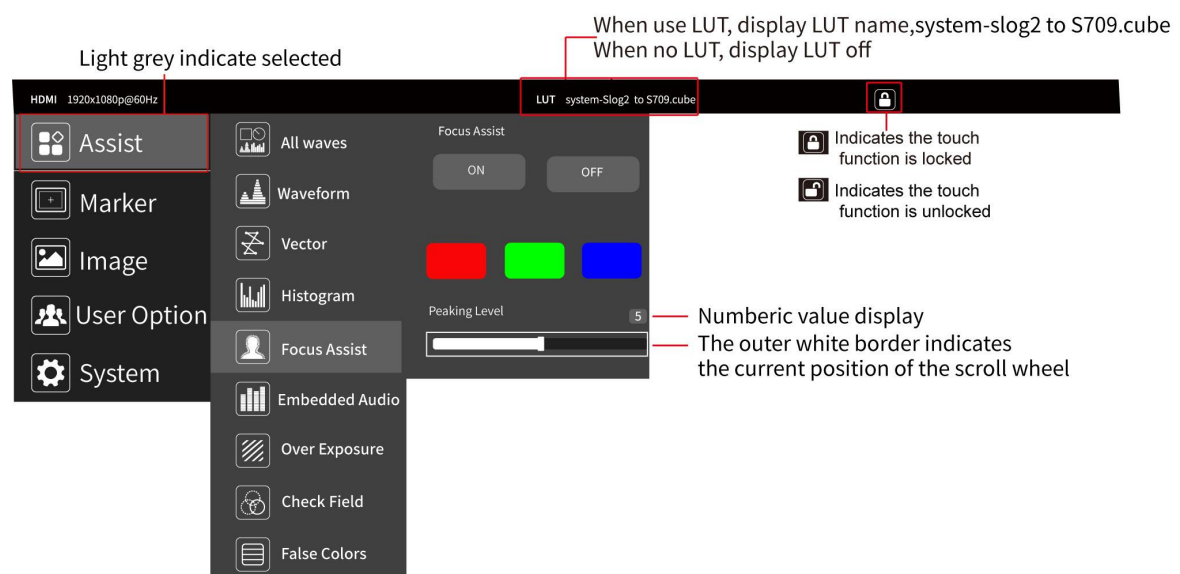 When use LUT, display LUT name,system-slog2 to S709.cube
When no LUT, display LUT off
Light grey indicate selected
HDMI 1920x1080p@60Hz
LUT system-Slog2 to S709.cube
Assist
Marker
Image
User Option
System
All waves
Waveform
Vector
Histogram
Focus Assist
Embedded Audio
Over Exposure
Check Field
False Colors
Focus Assist
ON OFF
Peaking Level 5
Indicates the touch
function is locked
Indicates the touch
function is unlocked
Numberic value display
The outer white border indicates
the current position of the scroll wheel